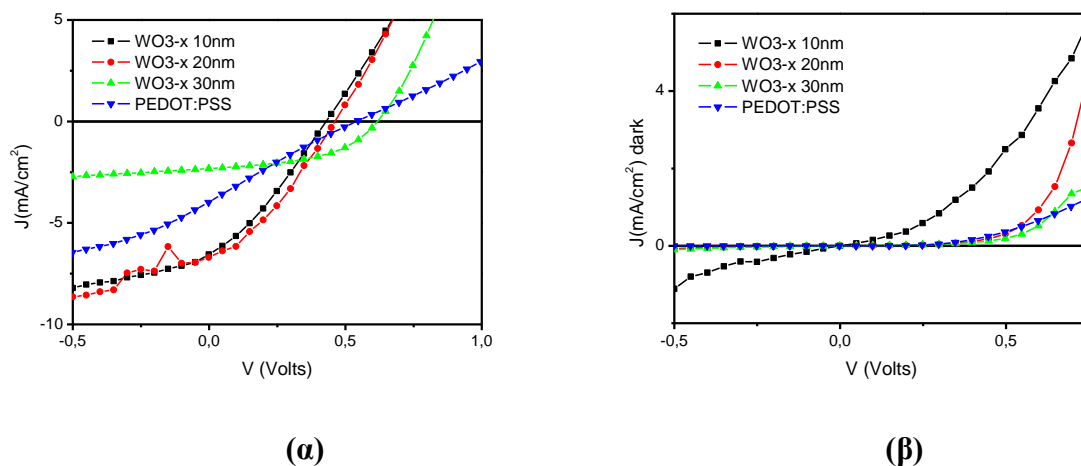 5
0
-5
-10
-0,5
0,0
0,5
1,0
J(mA/cm²)
V (Volts)
WO3-x 10nm
WO3-x 20nm
WO3-x 30nm
PEDOT:PSS
(α)
4
0
-0,5
0,0
0,5
J(mA/cm²) dark
V (Volts)
WO3-x 10nm
WO3-x 20nm
WO3-x 30nm
PEDOT:PSS
(β)